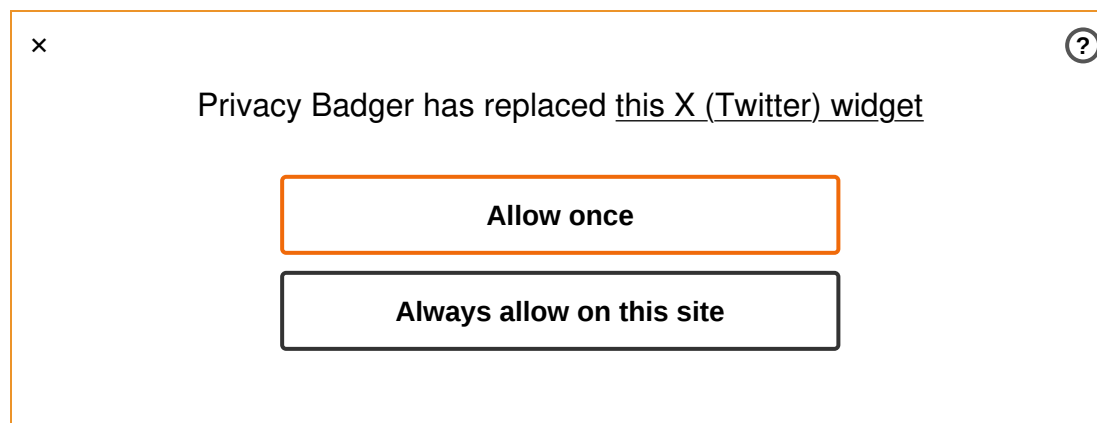 ×
?
Privacy Badger has replaced this X (Twitter) widget
Allow once
Always allow on this site